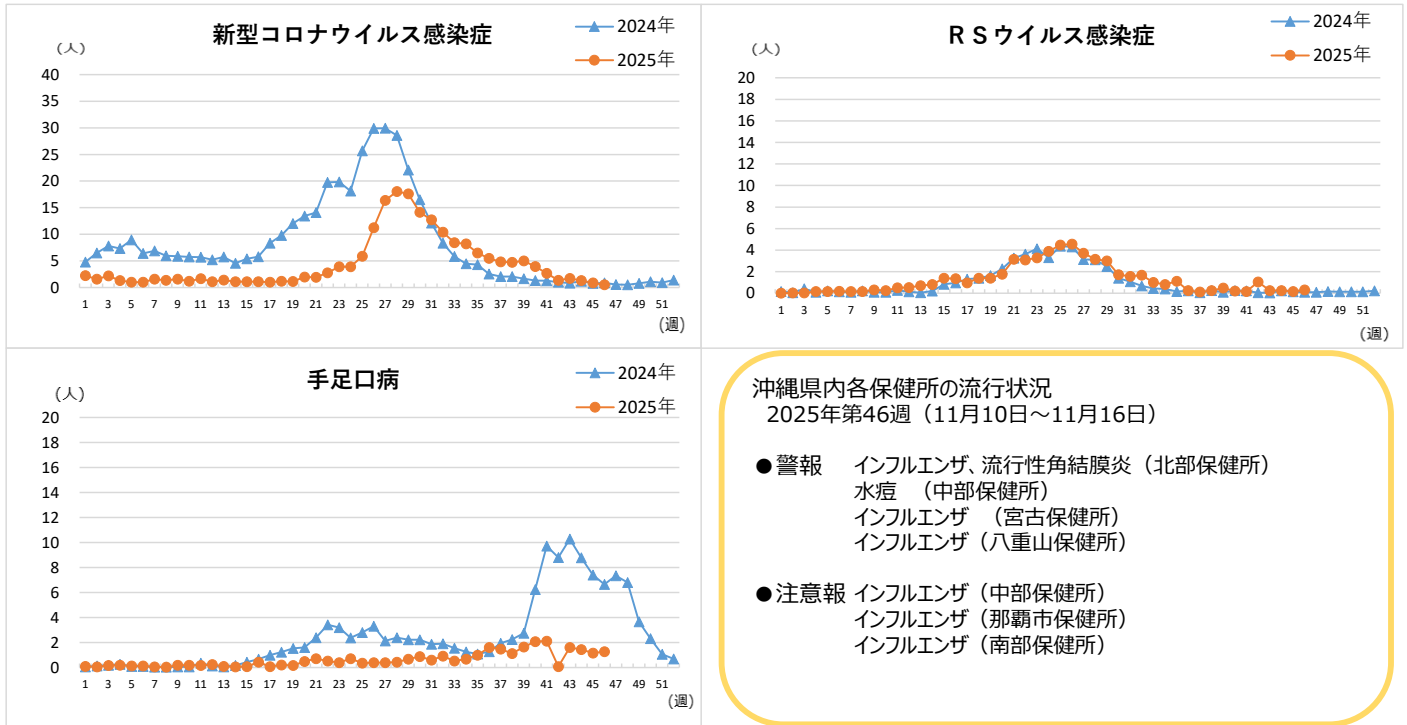 新型コロナウイルス感染症
(人)
2024年
2025年
40
35
30
25
20
15
10
5
0
1 3 5 7 9 11 13 15 17 19 21 23 25 27 29 31 33 35 37 39 41 43 45 47 49 51
(週)
RSウイルス感染症
(人)
2024年
2025年
20
18
16
14
12
10
8
6
4
2
0
1 3 5 7 9 11 13 15 17 19 21 23 25 27 29 31 33 35 37 39 41 43 45 47 49 51
(週)
手足口病
(人)
2024年
2025年
20
18
16
14
12
10
8
6
4
2
0
1 3 5 7 9 11 13 15 17 19 21 23 25 27 29 31 33 35 37 39 41 43 45 47 49 51
(週)
沖縄県内各保健所の流行状況
2025年第46週（11月10日～11月16日）
●警報 インフルエンザ、流行性角結膜炎（北部保健所）
水痘 （中部保健所）
インフルエンザ （宮古保健所）
インフルエンザ（八重山保健所）
●注意報 インフルエンザ（中部保健所）
インフルエンザ（那覇市保健所）
インフルエンザ（南部保健所）